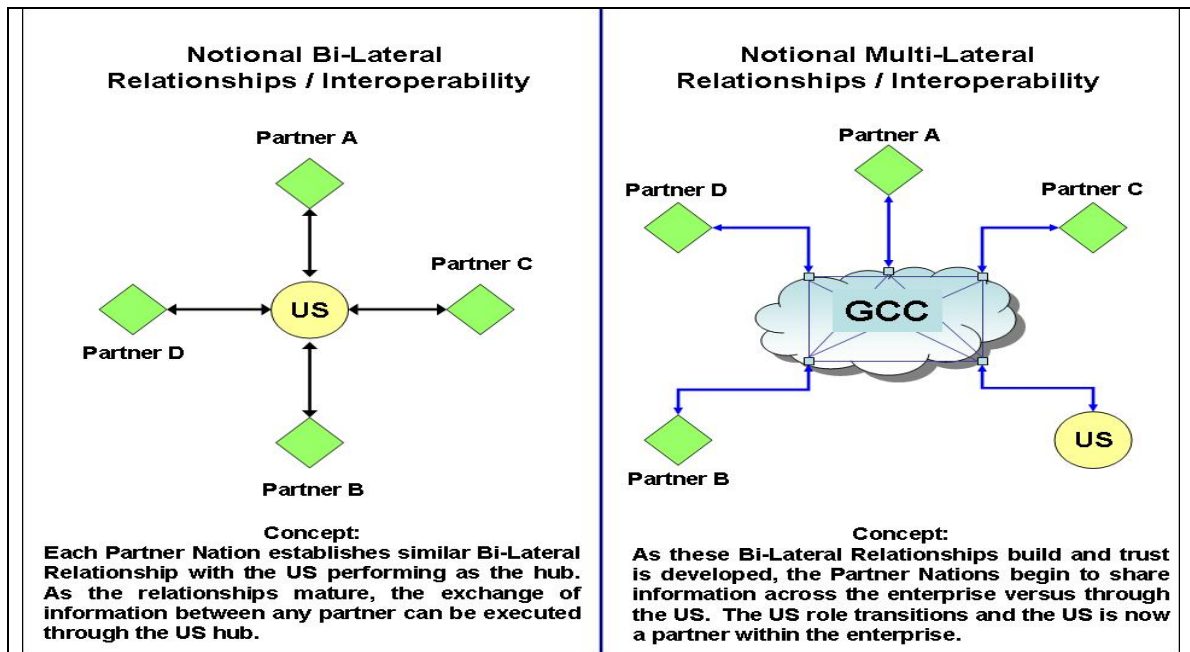 Notional Bi-Lateral
Relationships / Interoperability
Partner A
Partner C
US
Partner D
Partner B
Concept:
Each Partner Nation establishes similar Bi-Lateral
Relationship with the US performing as the hub.
As the relationships mature, the exchange of
information between any partner can be executed
through the US hub.
Notional Multi-Lateral
Relationships / Interoperability
Partner A
Partner D
Partner C
GCC
US
Partner B
Concept:
As these Bi-Lateral Relationships build and trust
is developed, the Partner Nations begin to share
information across the enterprise versus through
the US. The US role transitions and the US is now
a partner within the enterprise.